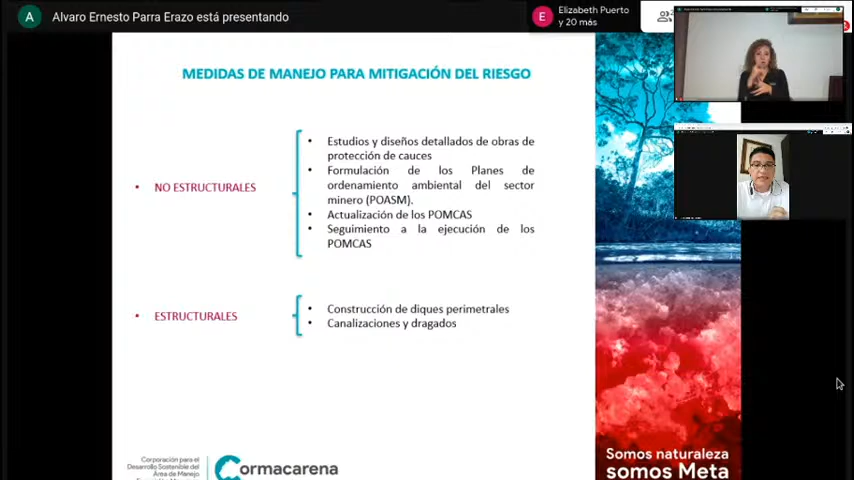 A Alvaro Ernesto Parra Erazo está presentando
E Elizabeth Puerto
y 20 más
MEDIDAS DE MANEJO PARA MITIGACIÓN DEL RIESGO
• NO ESTRUCTURALES
• Estudios y diseños detallados de obras de
protección de cauces
• Formulación de los Planes de
ordenamiento ambiental del sector
minero (POASM).
• Actualización de los POMCAS
• Seguimiento a la ejecución de los
POMCAS
• ESTRUCTURALES
• Construcción de diques perimetrales
• Canalizaciones y dragados
Corporación para el
Desarrollo Sostenible del
Área de Manejo
Cormacarena
Somos naturaleza
somos Meta